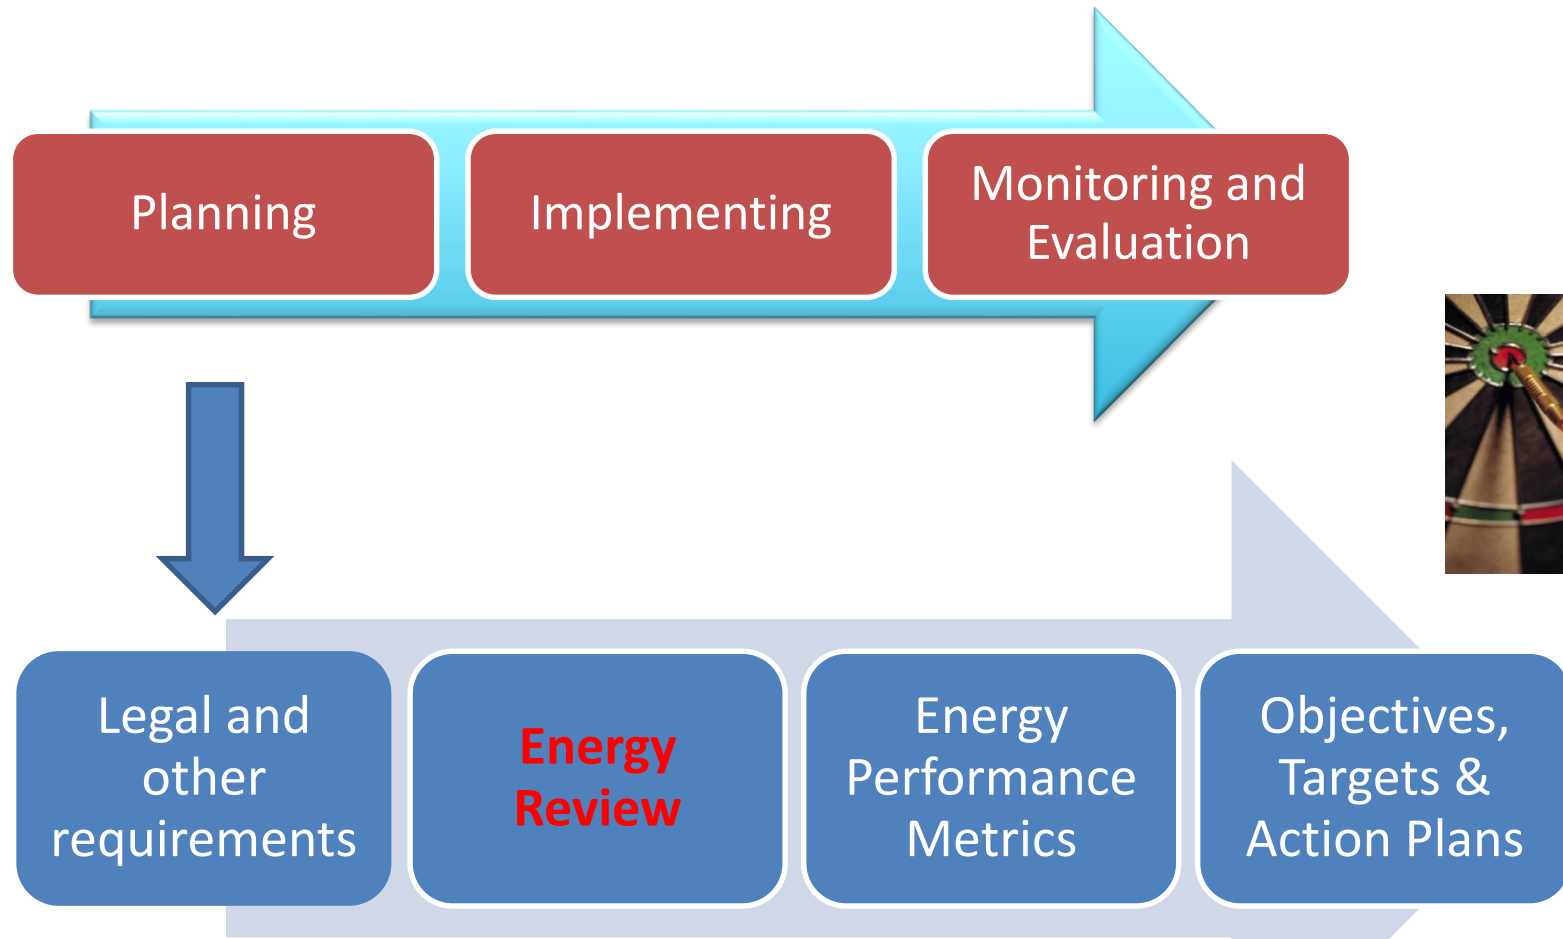 Planning
Implementing
Monitoring and
Evaluation
Legal and
other
requirements
Energy
Review
Energy
Performance
Metrics
Objectives,
Targets &
Action Plans